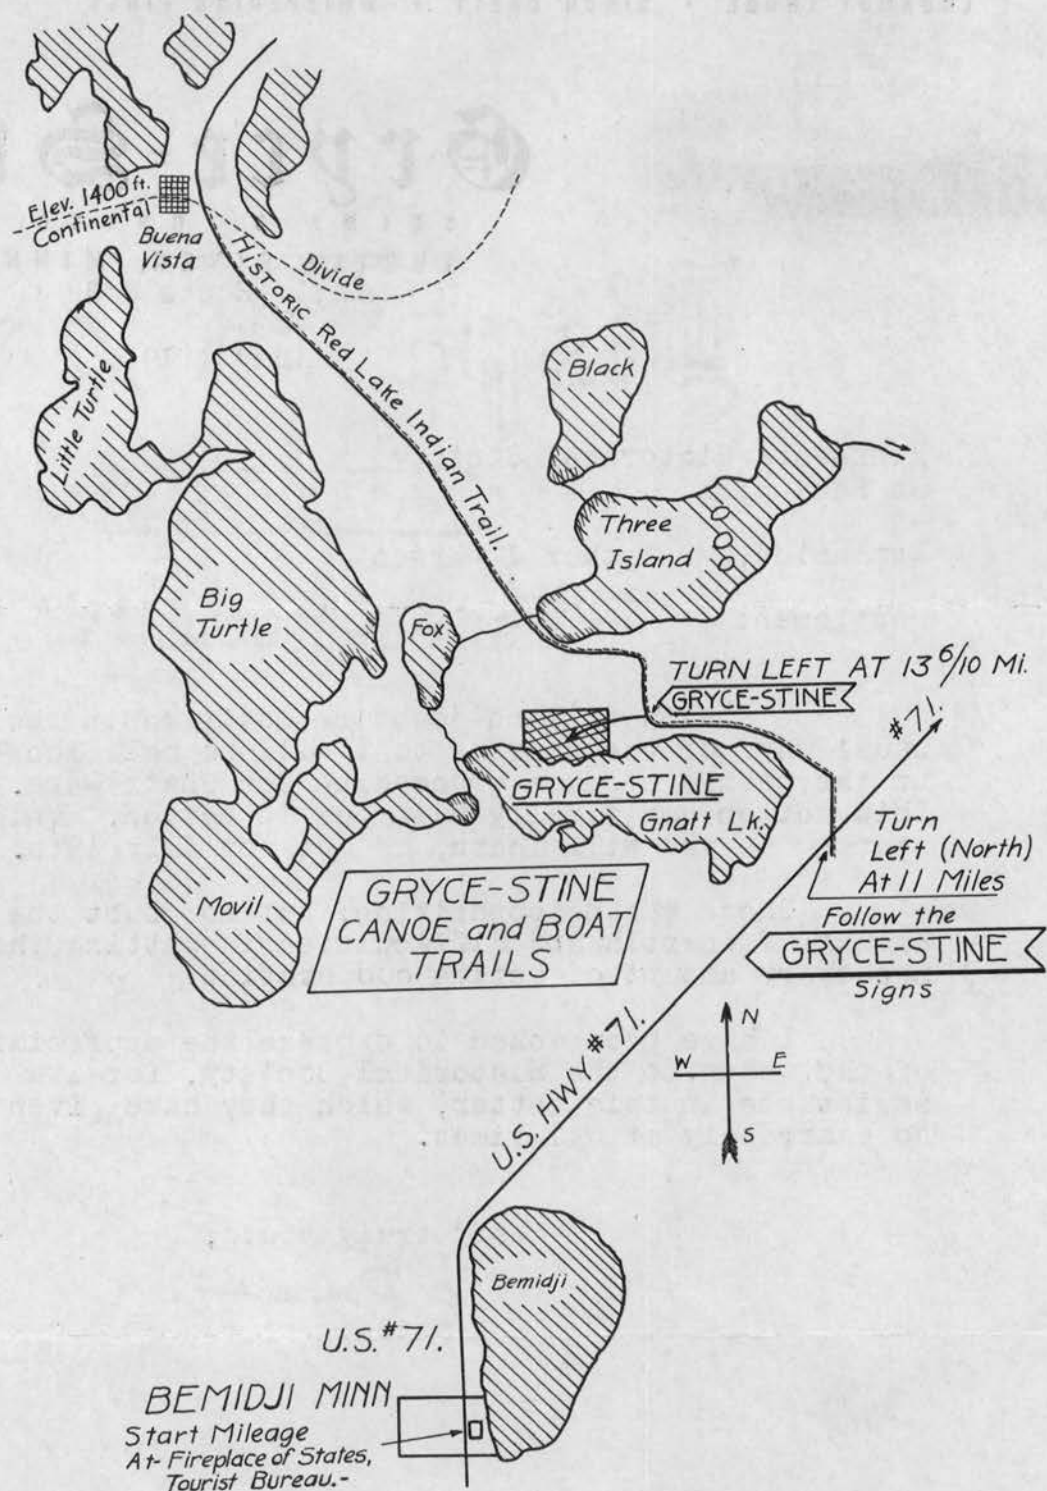 Elev. 1400 ft.
Continental
Divide
Buena
Vista
Historic Red Lake Indian Trail.
Little Turtle
Black
Three
Island
Big
Turtle
Fox
TURN LEFT AT 13 6/10 Mi.
GRYCE-STINE
#71.
GRYCE-STINE
Gnatt Lk.
Turn
Left (North)
At 11 Miles
Follow the
GRYCE-STINE
Signs
Movil
GRYCE-STINE
CANOE and BOAT
TRAILS
N
W E
S
U.S. HWY #71.
Bemidji
U.S. #71.
BEMIDJI MINN
Start Mileage
At- Fireplace of States,
Tourist Bureau.-